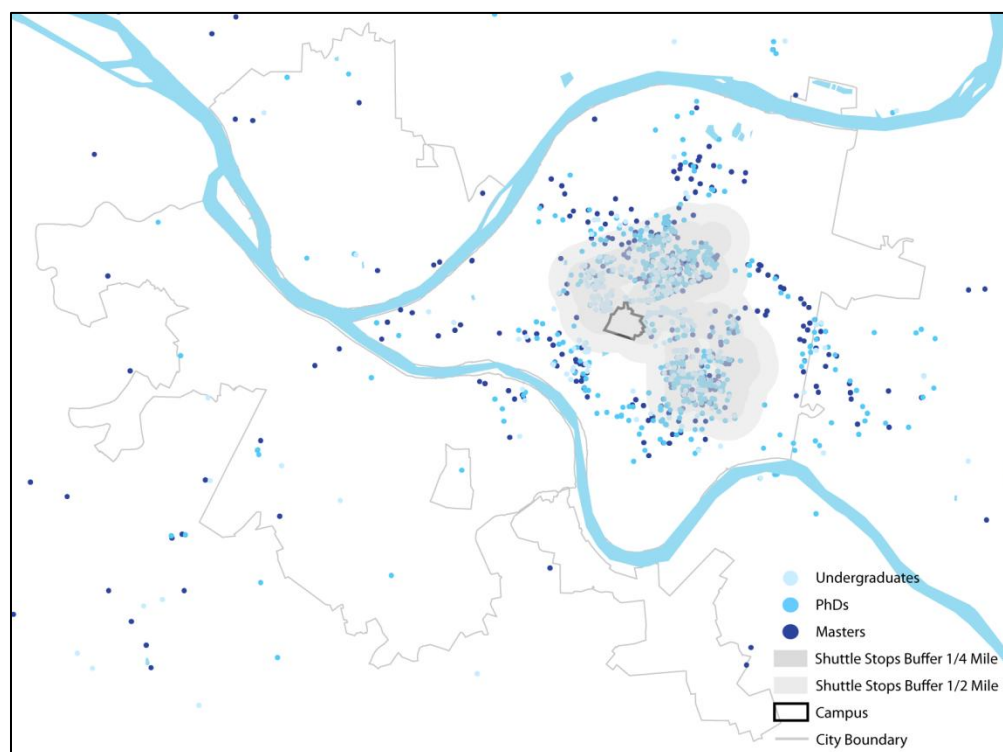 Undergraduates
PhDs
Masters
Shuttle Stops Buffer 1/4 Mile
Shuttle Stops Buffer 1/2 Mile
Campus
City Boundary